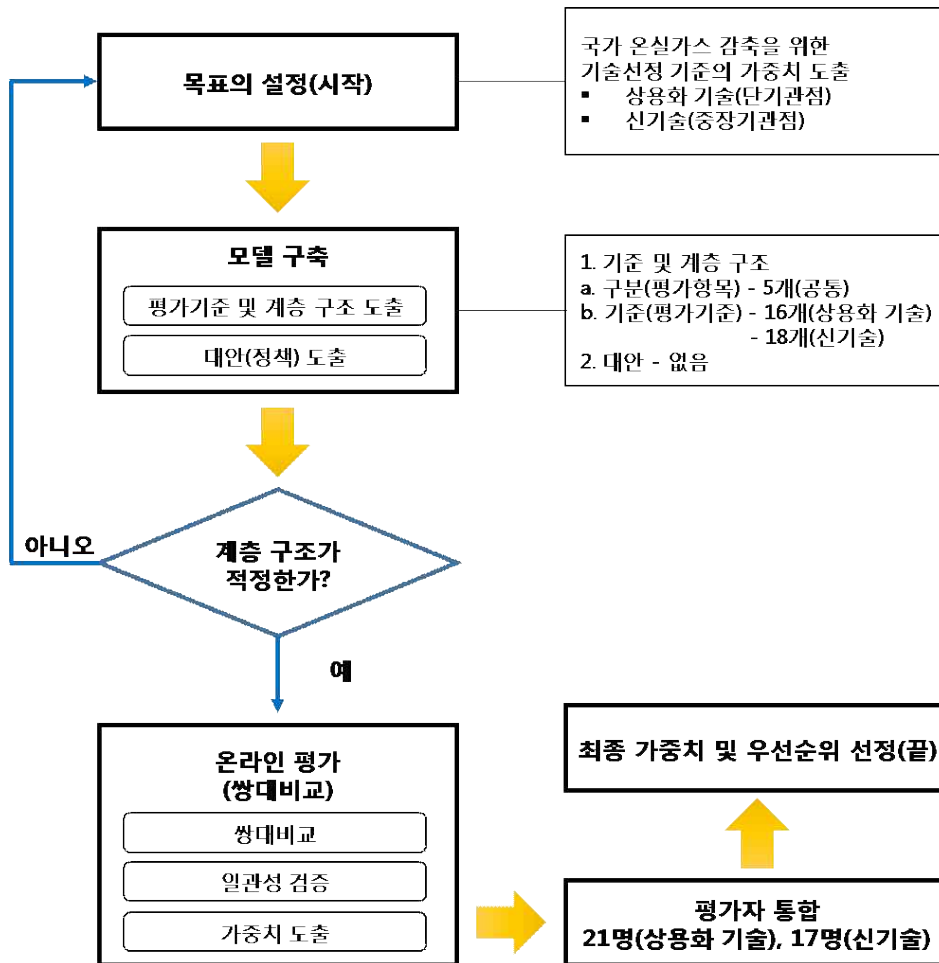 목표의 설정(시작)
국가 온실가스 감축을 위한
기술선정 기준의 가중치 도출
▪ 상용화 기술(단기관점)
▪ 신기술(중장기관점)
모델 구축
평가기준 및 계층 구조 도출
대안(정책) 도출
1. 기준 및 계층 구조
a. 구분(평가항목) - 5개(공통)
b. 기준(평가기준) - 16개(상용화 기술)
- 18개(신기술)
2. 대안 - 없음
계층 구조가
적정한가?
아니오
예
온라인 평가
(쌍대비교)
쌍대비교
일관성 검증
가중치 도출
평가자 통합
21명(상용화 기술), 17명(신기술)
최종 가중치 및 우선순위 선정(끝)